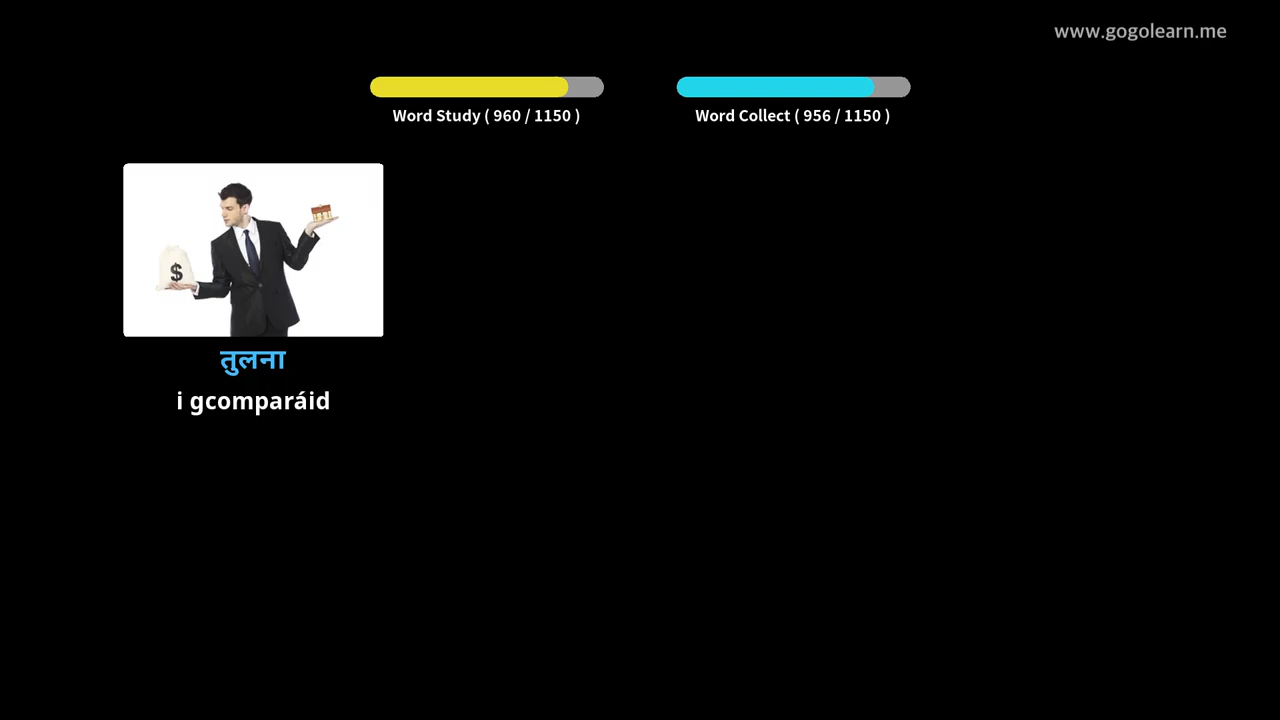 www.gogolearn.me
Word Study ( 960 / 1150 )
Word Collect ( 956 / 1150 )
$
तुलना
i gcomparáid